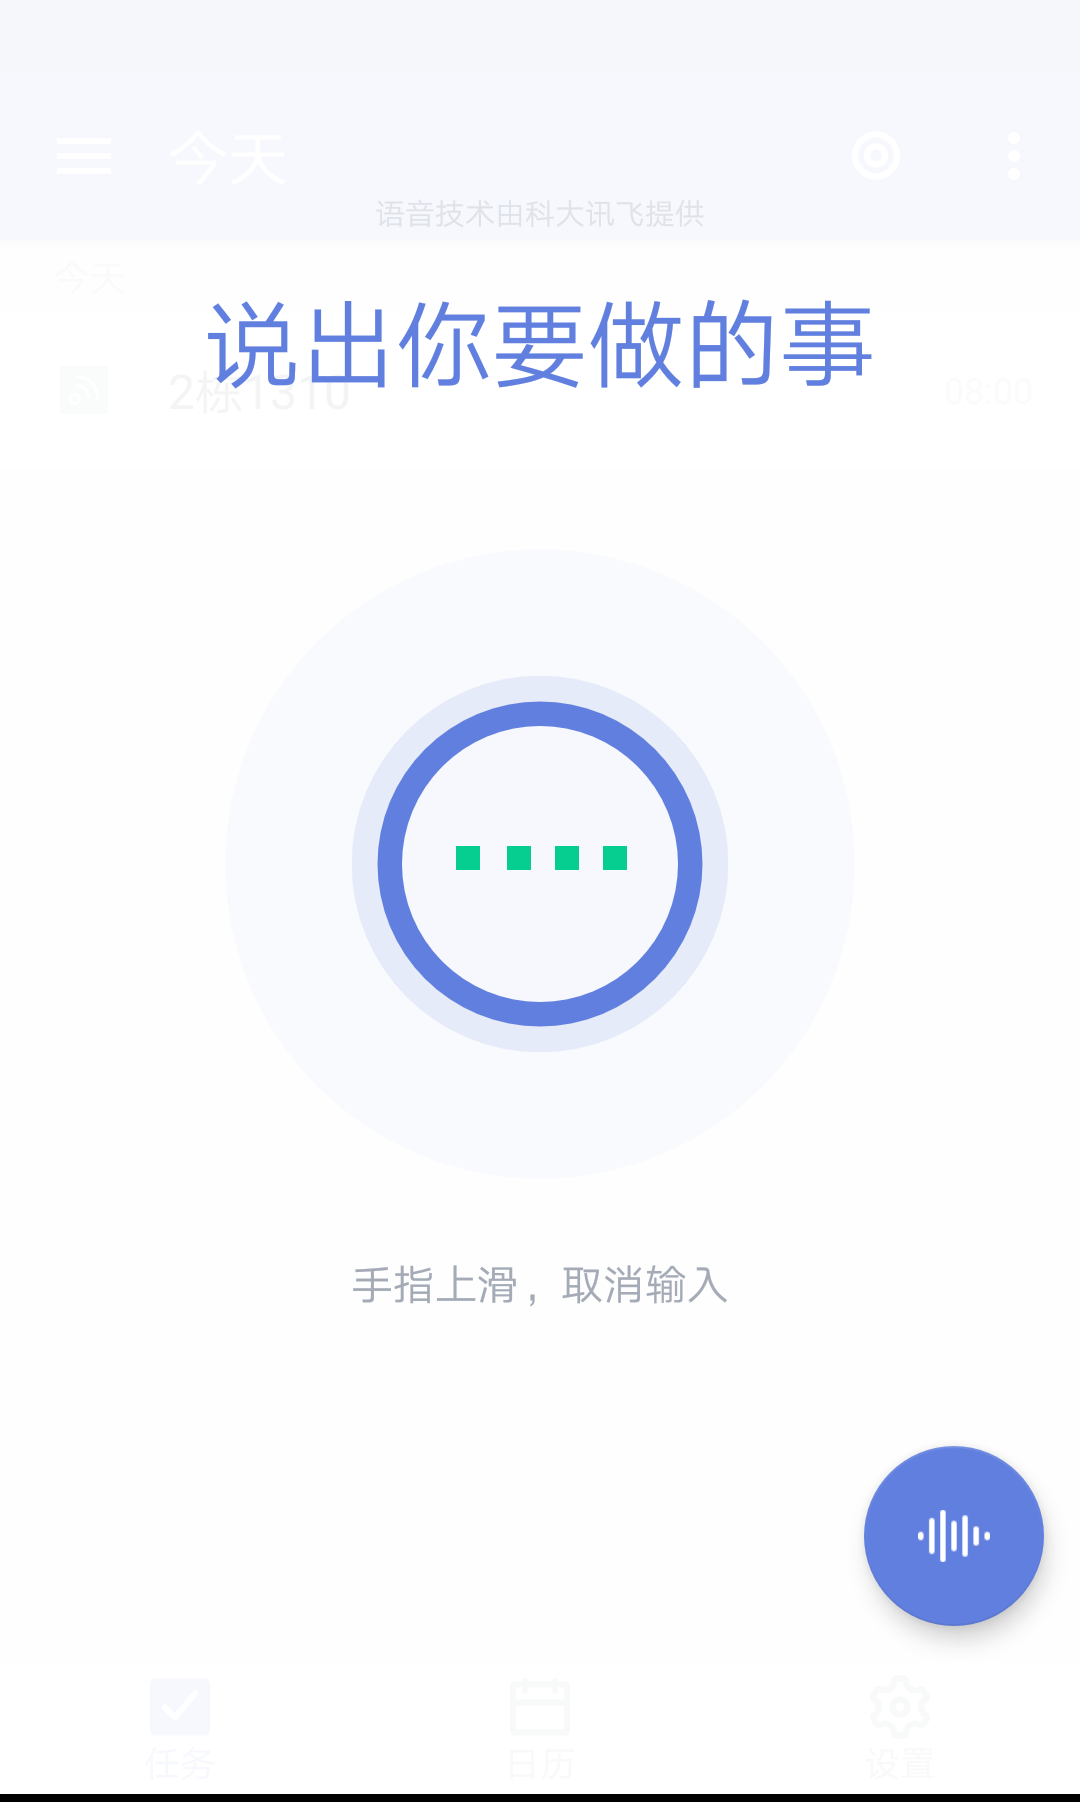 今天
语音技术由科大讯飞提供
今天
说出你要做的事
2栋1310
08:00
手指上滑，取消输入
任务
日历
设置